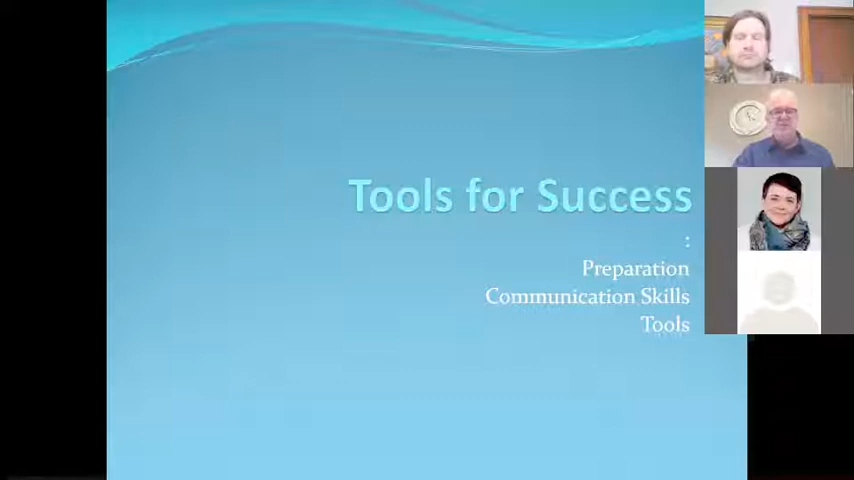 Tools for Success
:
Preparation
Communication Skills
Tools